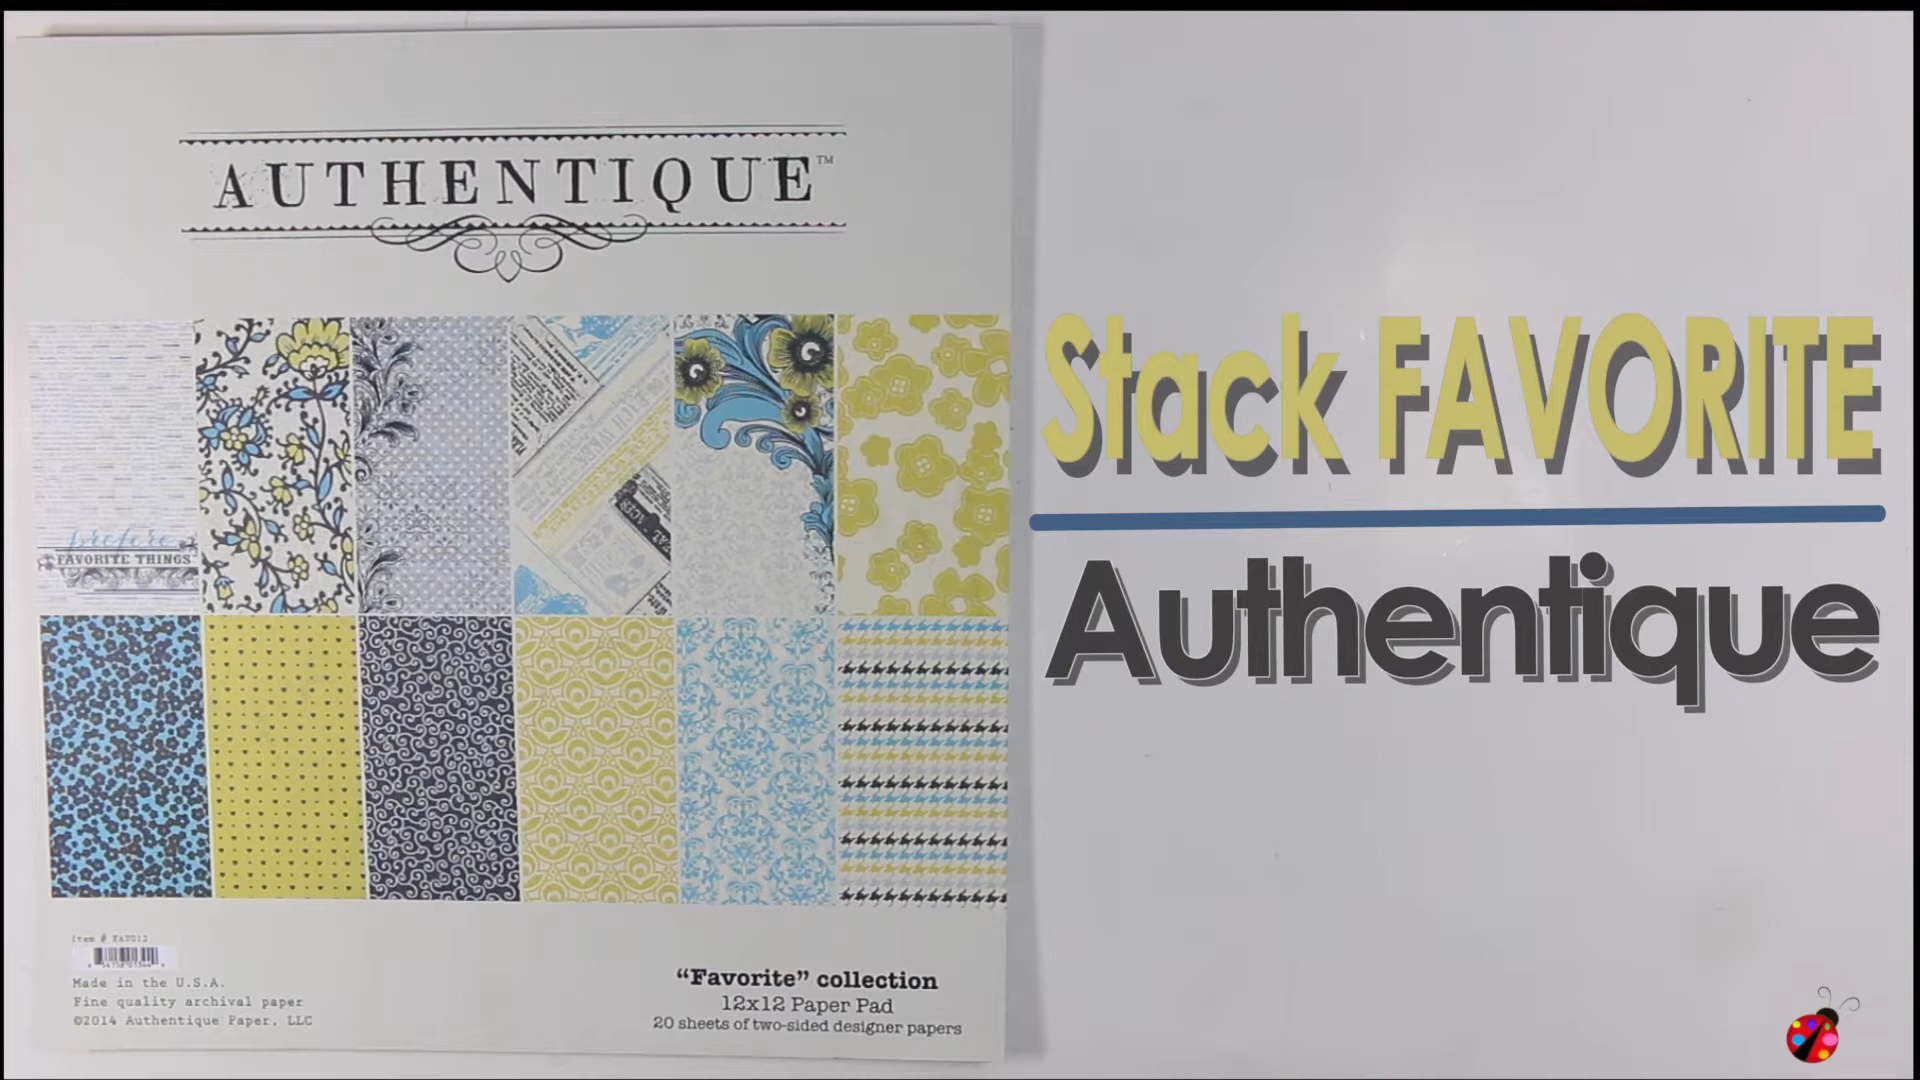 AUTHENTIQUE™
prefere
FAVORITE THINGS
Item # FAV012
Made in the U.S.A.
Fine quality archival paper
©2014 Authentique Paper, LLC
“Favorite” collection
12x12 Paper Pad
20 sheets of two-sided designer papers
Stack FAVORITE
Authentique